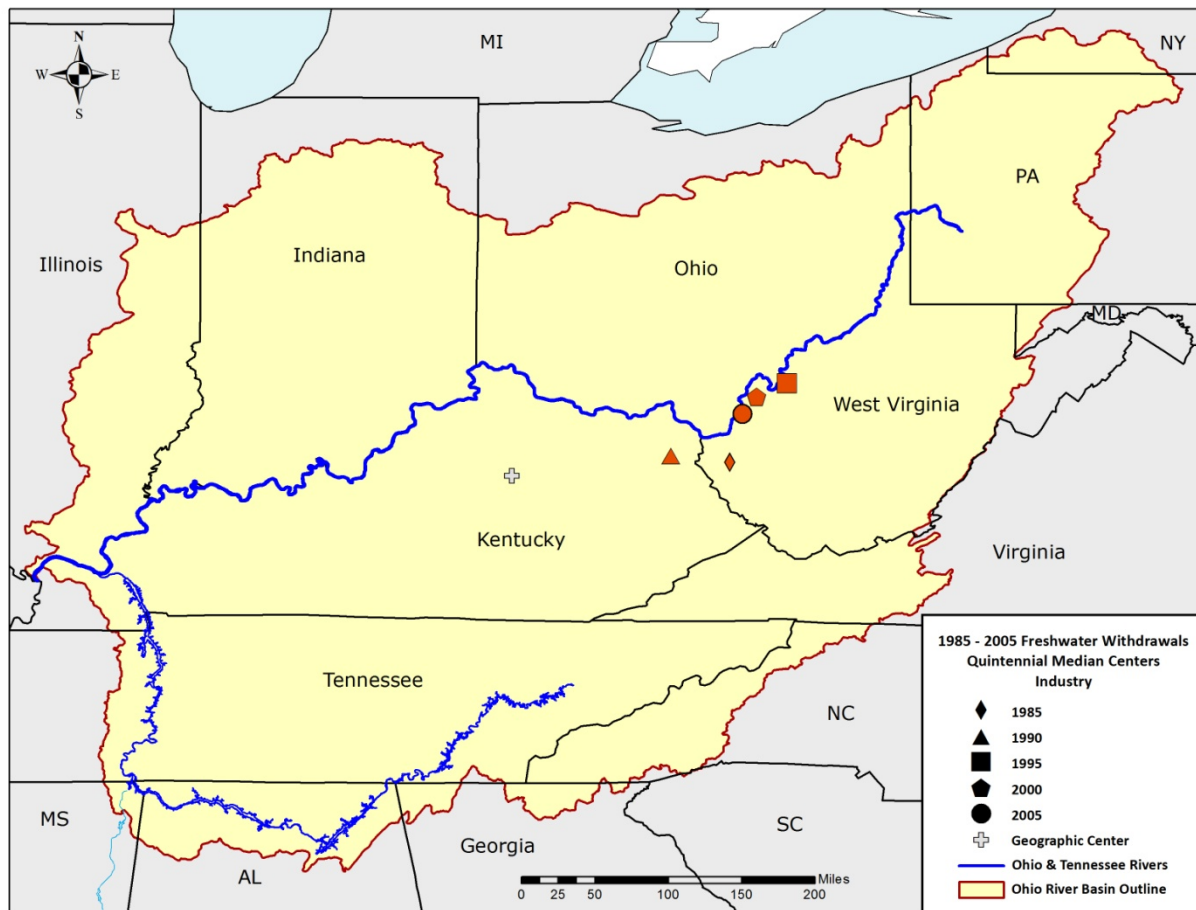 MI
NY
N
W E
S
PA
Illinois
Indiana
Ohio
MD
West Virginia
Kentucky
Virginia
Tennessee
NC
MS
AL
Georgia
SC
Miles
0 25 50 100 150 200
1985 - 2005 Freshwater Withdrawals
Quintennial Median Centers
Industry
1985
1990
1995
2000
2005
Geographic Center
Ohio & Tennessee Rivers
Ohio River Basin Outline